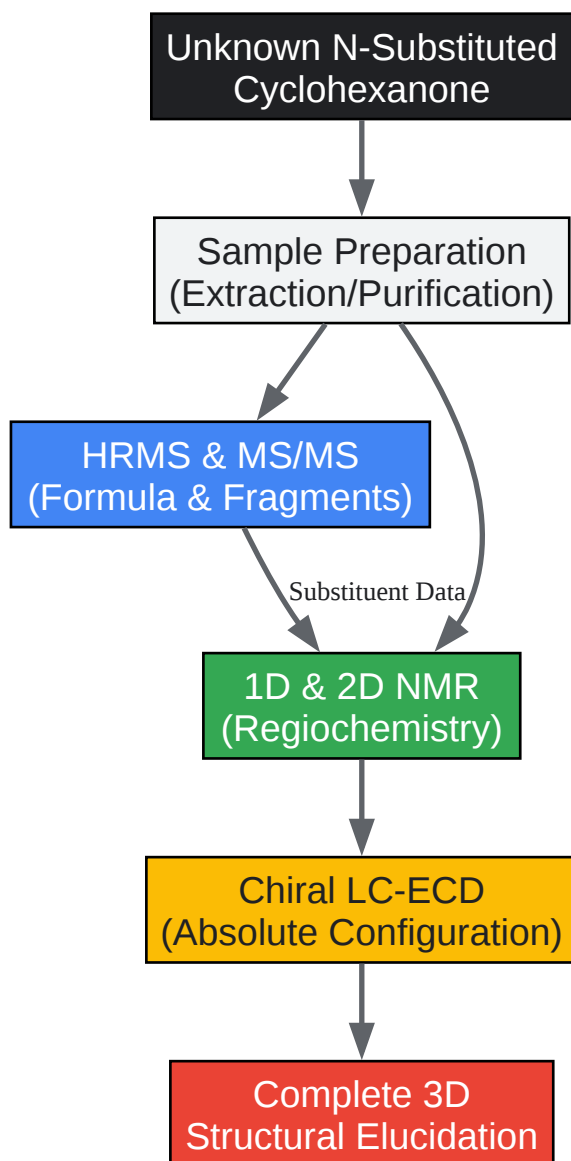 Unknown N-Substituted
Cyclohexanone
Sample Preparation
(Extraction/Purification)
HRMS & MS/MS
(Formula & Fragments)
Substituent Data
1D & 2D NMR
(Regiochemistry)
Chiral LC-ECD
(Absolute Configuration)
Complete 3D
Structural Elucidation